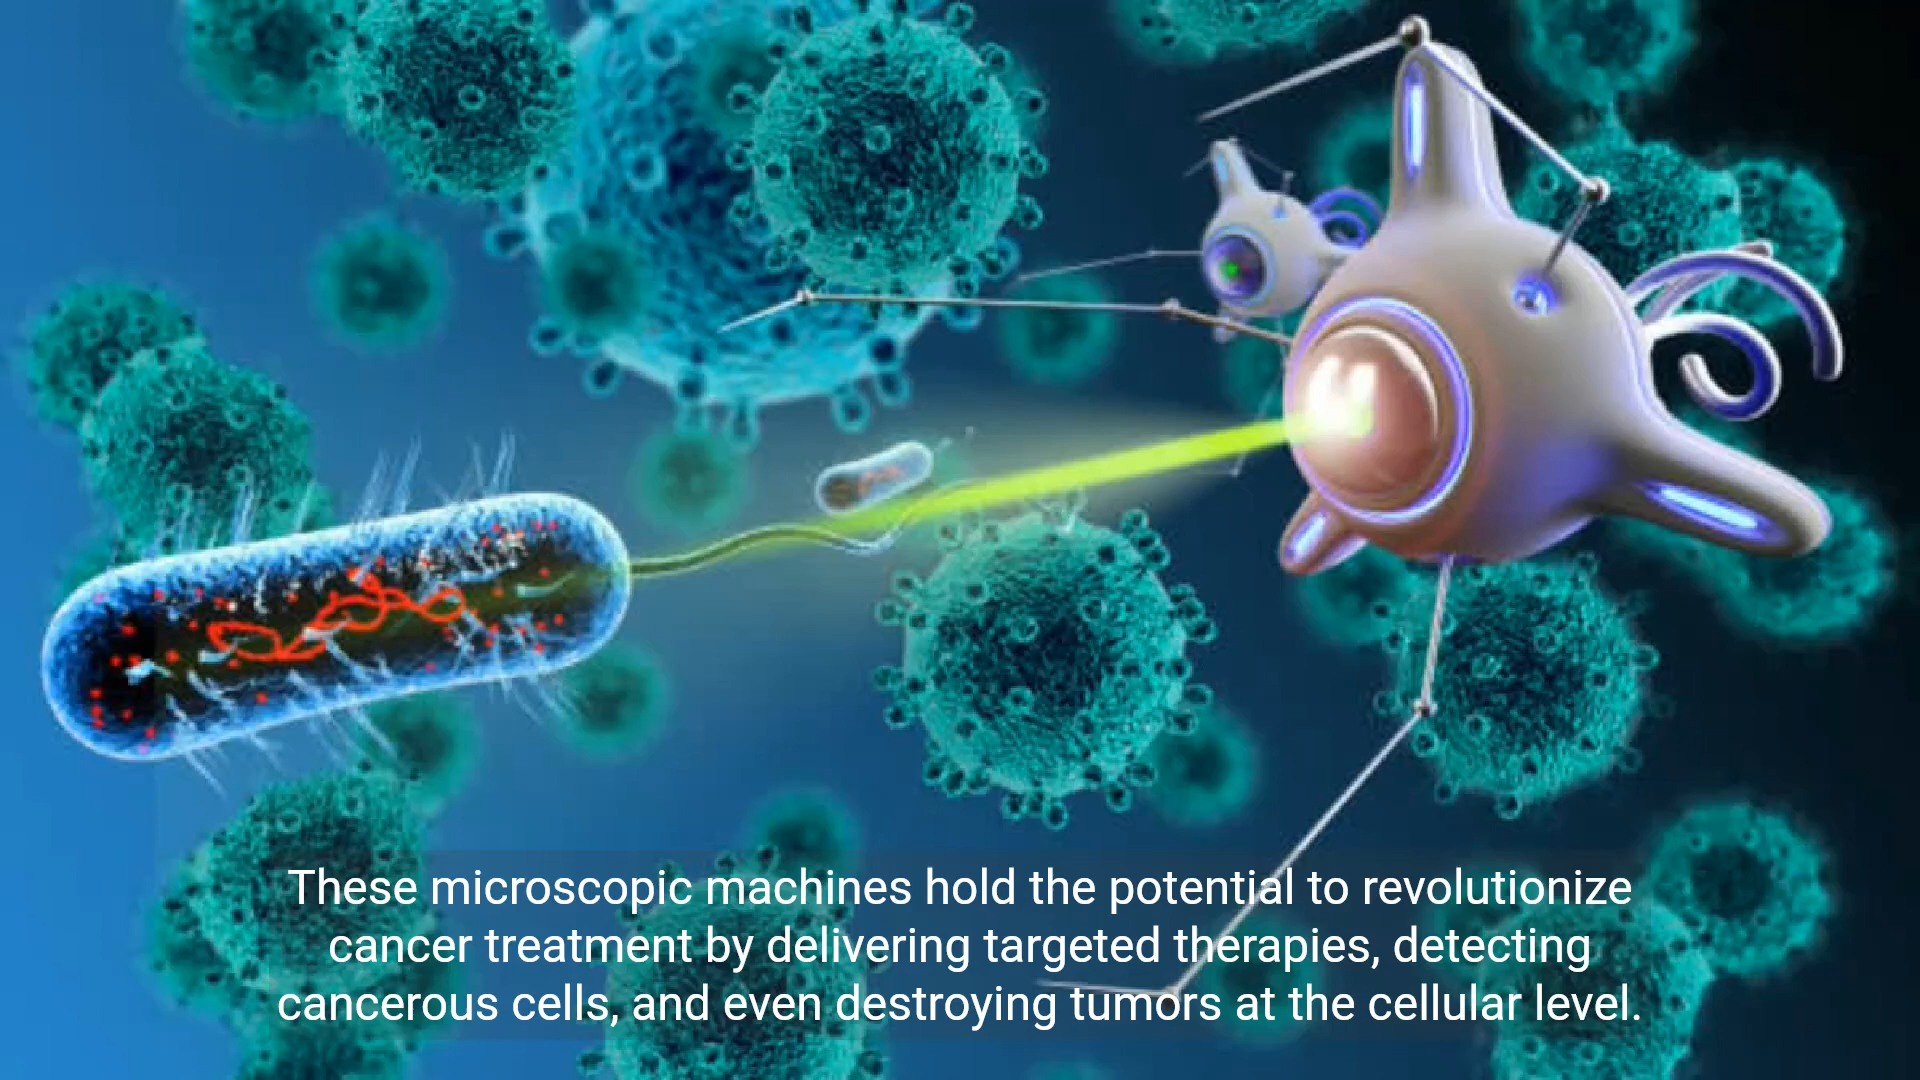 These microscopic machines hold the potential to revolutionize
cancer treatment by delivering targeted therapies, detecting
cancerous cells, and even destroying tumors at the cellular level.